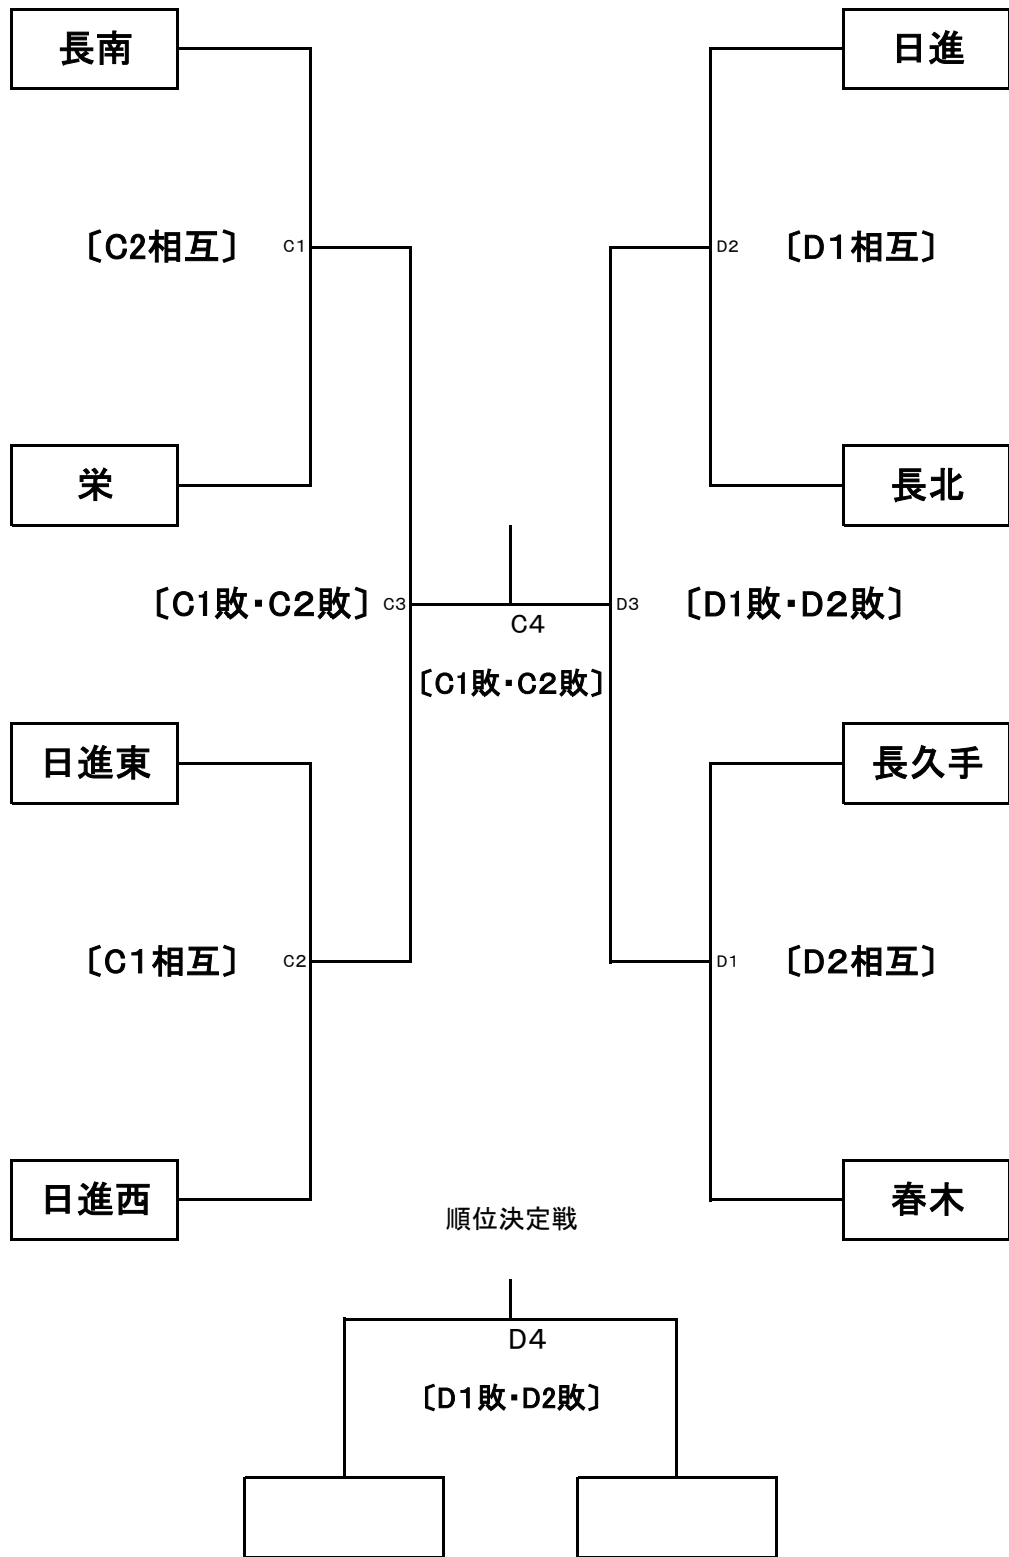 長南
日進
〔C2相互〕
C1
D2
〔D１相互〕
栄
長北
〔C1敗・C２敗〕
C3
C4
D3
〔D１敗・D２敗〕
〔C1敗・C２敗〕
日進東
長久手
〔C１相互〕
C2
D1
〔D２相互〕
日進西
春木
順位決定戦
D4
〔D１敗・D2敗〕